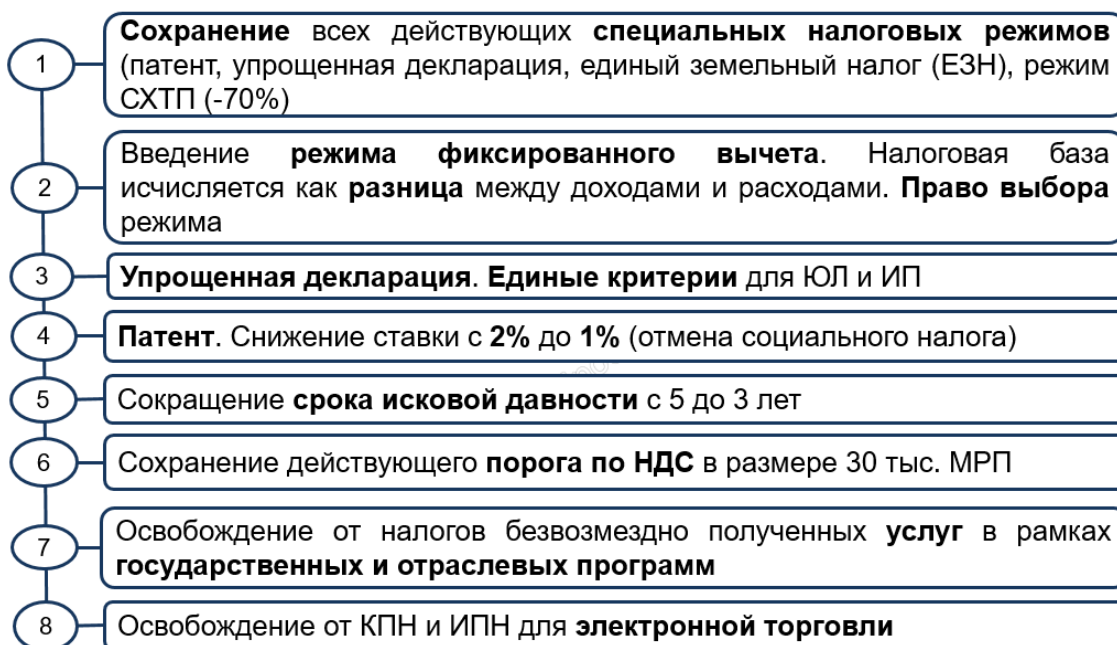 1
Сохранение всех действующих специальных налоговых режимов
(патент, упрощенная декларация, единый земельный налог (ЕЗН), режим
СХТП (-70%)
2
Введение режима фиксированного вычета. Налоговая база
исчисляется как разница между доходами и расходами. Право выбора
режима
3
Упрощенная декларация. Единые критерии для ЮЛ и ИП
4
Патент. Снижение ставки с 2% до 1% (отмена социального налога)
5
Сокращение срока исковой давности с 5 до 3 лет
6
Сохранение действующего порога по НДС в размере 30 тыс. МРП
7
Освобождение от налогов безвозмездно полученных услуг в рамках
государственных и отраслевых программ
8
Освобождение от КПН и ИПН для электронной торговли